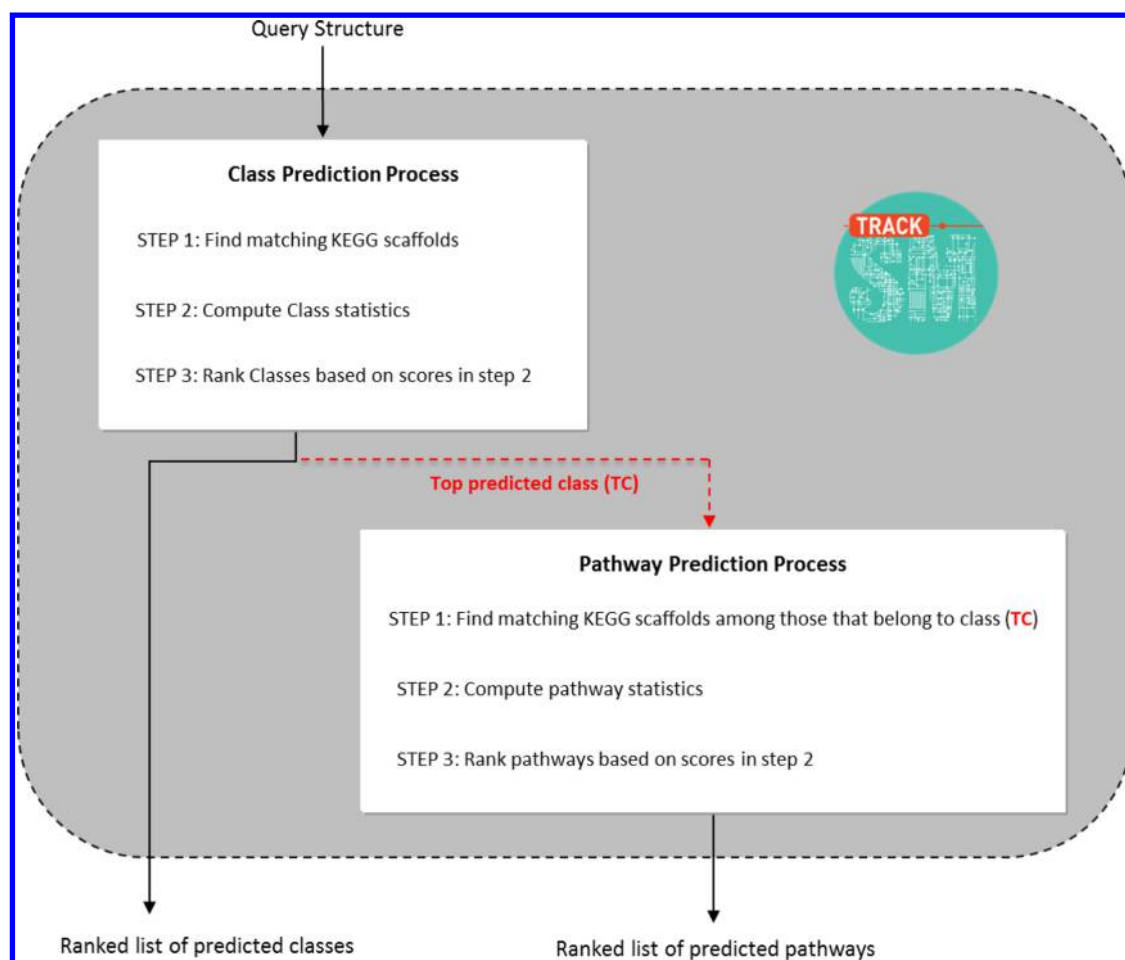 Query Structure
Class Prediction Process
STEP 1: Find matching KEGG scaffolds
STEP 2: Compute Class statistics
STEP 3: Rank Classes based on scores in step 2
TRACK
SM
Top predicted class (TC)
Pathway Prediction Process
STEP 1: Find matching KEGG scaffolds among those that belong to class (TC)
STEP 2: Compute pathway statistics
STEP 3: Rank pathways based on scores in step 2
Ranked list of predicted classes
Ranked list of predicted pathways